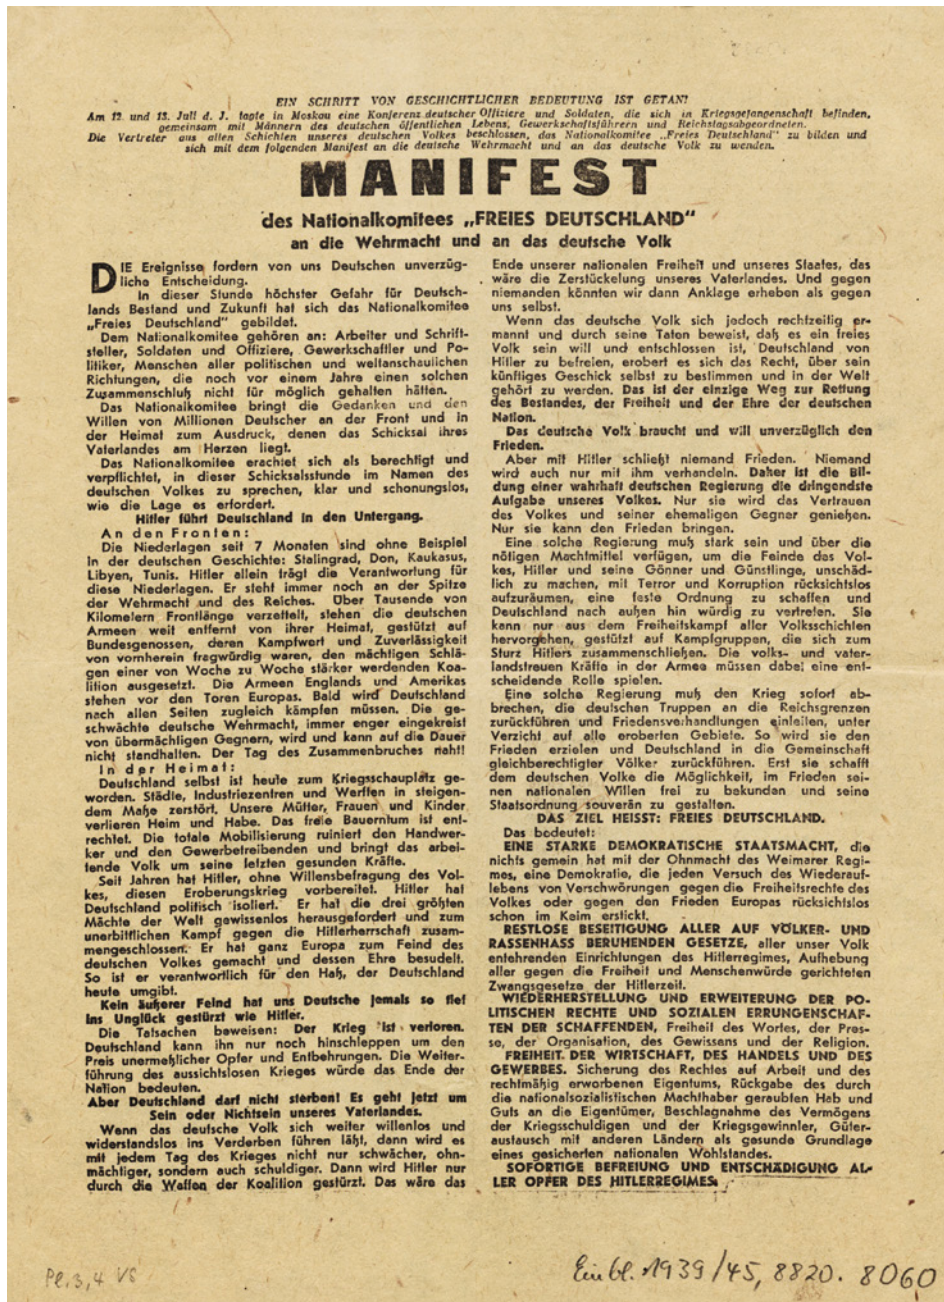 EIN SCHRITT VON GESCHICHTLICHER BEDEUTUNG IST GETAN!
Am 12. und 13. Juli d. J. tagte in Moskau eine Konferenz deutscher Offiziere und Soldaten, die sich in Kriegsgefangenschaft befinden,
gemeinsam mit Männern des deutschen öffentlichen Lebens, Gewerkschaftsführern und Reichstagsabgeordneten.
Die Vertreter aus allen Schichten unseres deutschen Volkes beschlossen, das Nationalkomitee „Freies Deutschland" zu bilden und
sich mit dem folgenden Manifest an die deutsche Wehrmacht und an das deutsche Volk zu wenden.
MANIFEST
des Nationalkomitees „FREIES DEUTSCHLAND"
an die Wehrmacht und an das deutsche Volk
DIE Ereignisse fordern von uns Deutschen unverzüg-
liche Entscheidung.
In dieser Stunde höchster Gefahr für Deutsch-
lands Bestand und Zukunft hat sich das Nationalkomitee
„Freies Deutschland" gebildet.
Dem Nationalkomitee gehören an: Arbeiter und Schrift-
steller, Soldaten und Offiziere, Gewerkschaftler und Po-
litiker, Menschen aller politischen und weltanschaulichen
Richtungen, die noch vor einem Jahre einen solchen
Zusammenschluß nicht für möglich gehalten hätten.
Das Nationalkomitee bringt die Gedanken und den
Willen von Millionen Deutscher an der Front und in
der Heimat zum Ausdruck, denen das Schicksal ihres
Vaterlandes am Herzen liegt.
Das Nationalkomitee erachtet sich als berechtigt und
verpflichtet, in dieser Schicksalsstunde im Namen des
deutschen Volkes zu sprechen, klar und schonungslos,
wie die Lage es erfordert.
Hitler führt Deutschland in den Untergang.
An den Fronten:
Die Niederlagen seit 7 Monaten sind ohne Beispiel
in der deutschen Geschichte: Stalingrad, Don, Kaukasus,
Libyen, Tunis. Hitler allein trägt die Verantwortung für
diese Niederlagen. Er steht immer noch an der Spitze
der Wehrmacht und des Reiches. Über Tausende von
Kilometern Frontlänge verzettelt, stehen die deutschen
Armeen weit entfernt von ihrer Heimat, gestützt auf
Bundesgenossen, deren Kampfwert und Zuverlässigkeit
von vornherein fragwürdig waren, den mächtigen Schlä-
gen einer von Woche zu Woche stärker werdenden Koa-
lition ausgesetzt. Die Armeen Englands und Amerikas
stehen vor den Toren Europas. Bald wird Deutschland
nach allen Seiten zugleich kämpfen müssen. Die ge-
schwächte deutsche Wehrmacht, immer enger eingekreist
von übermächtigen Gegnern, wird und kann auf die Dauer
nicht standhalten. Der Tag des Zusammenbruches naht!
In der Heimat:
Deutschland selbst ist heute zum Kriegsschauplatz ge-
worden. Städte, Industriezentren und Werften in steigen-
dem Maße zerstört. Unsere Mütter, Frauen und Kinder
verlieren Heim und Habe. Das freie Bauerntum ist ent-
rechtet. Die totale Mobilisierung ruiniert den Handwer-
ker und den Gewerbetreibenden und bringt das arbei-
tende Volk um seine letzten gesunden Kräfte.
Seit Jahren hat Hitler, ohne Willensbefragung des Vol-
kes, diesen Eroberungskrieg vorbereitet. Hitler hat
Deutschland politisch isoliert. Er hat die drei größten
Mächte der Welt gewissenlos herausgefordert und zum
unerbittlichen Kampf gegen die Hitlerherrschaft zusam-
mengeschlossen. Er hat ganz Europa zum Feind des
deutschen Volkes gemacht und dessen Ehre besudelt.
So ist er verantwortlich für den Haß, der Deutschland
heute umgibt.
Kein äußerer Feind hat uns Deutsche jemals so tief
ins Unglück gestürzt wie Hitler.
Die Tatsachen beweisen: Der Krieg ist verloren.
Deutschland kann ihn nur noch hinschleppen um den
Preis unermeßlicher Opfer und Entbehrungen. Die Weiter-
führung des aussichtslosen Krieges würde das Ende der
Nation bedeuten.
Aber Deutschland darf nicht sterben! Es geht jetzt um
Sein oder Nichtsein unseres Vaterlandes.
Wenn das deutsche Volk sich weiter willenlos und
widerstandslos ins Verderben führen läßt, dann wird es
mit jedem Tag des Krieges nicht nur schwächer, ohn-
mächtiger, sondern auch schuldiger. Dann wird Hitler nur
durch die Waffen der Koalition gestürzt. Das wäre das
Ende unserer nationalen Freiheit und unseres Staates, das
wäre die Zerstückelung unseres Vaterlandes. Und gegen
niemanden könnten wir dann Anklage erheben als gegen
uns selbst.
Wenn das deutsche Volk sich jedoch rechtzeitig er-
mannt und durch seine Taten beweist, daß es ein freies
Volk sein will und entschlossen ist, Deutschland von
Hitler zu befreien, erobert es sich das Recht, über sein
künftiges Geschick selbst zu bestimmen und in der Welt
gehört zu werden. Das ist der einzige Weg zur Rettung
des Bestandes, der Freiheit und der Ehre der deutschen
Nation.
Das deutsche Volk braucht und will unverzüglich den
Frieden.
Aber mit Hitler schließt niemand Frieden. Niemand
wird auch nur mit ihm verhandeln. Daher ist die Bil-
dung einer wahrhaft deutschen Regierung die dringendste
Aufgabe unseres Volkes. Nur sie wird das Vertrauen
des Volkes und seiner ehemaligen Gegner genießen.
Nur sie kann den Frieden bringen.
Eine solche Regierung muß stark sein und über die
nötigen Machtmittel verfügen, um die Feinde des Vol-
kes, Hitler und seine Gönner und Günstlinge, unschäd-
lich zu machen, mit Terror und Korruption rücksichtslos
aufzuräumen, eine feste Ordnung zu schaffen und
Deutschland nach außen hin würdig zu vertreten. Sie
kann nur aus dem Freiheitskampf aller Volksschichten
hervorgehen, gestützt auf Kampfgruppen, die sich zum
Sturz Hitlers zusammenschließen. Die volks- und vater-
landstreuen Kräfte in der Armee müssen dabei eine ent-
scheidende Rolle spielen.
Eine solche Regierung muß den Krieg sofort ab-
brechen, die deutschen Truppen an die Reichsgrenzen
zurückführen und Friedensverhandlungen einleiten, unter
Verzicht auf alle eroberten Gebiete. So wird sie den
Frieden erzielen und Deutschland in die Gemeinschaft
gleichberechtigter Völker zurückführen. Erst sie schafft
dem deutschen Volke die Möglichkeit, im Frieden sei-
nen nationalen Willen frei zu bekunden und seine
Staatsordnung souverän zu gestalten.
DAS ZIEL HEISST: FREIES DEUTSCHLAND.
Das bedeutet:
EINE STARKE DEMOKRATISCHE STAATSMACHT, die
nichts gemein hat mit der Ohnmacht des Weimarer Regi-
mes, eine Demokratie, die jeden Versuch des Wiederauf-
lebens von Verschwörungen gegen die Freiheitsrechte des
Volkes oder gegen den Frieden Europas rücksichtslos
schon im Keim erstickt.
RESTLOSE BESEITIGUNG ALLER AUF VÖLKER- UND
RASSENHASS BERUHENDEN GESETZE, aller unser Volk
entehrenden Einrichtungen des Hitlerregimes, Aufhebung
aller gegen die Freiheit und Menschenwürde gerichteten
Zwangsgesetze der Hitlerzeit.
WIEDERHERSTELLUNG UND ERWEITERUNG DER PO-
LITISCHEN RECHTE UND SOZIALEN ERRUNGENSCHAF-
TEN DER SCHAFFENDEN, Freiheit des Wortes, der Pres-
se, der Organisation, des Gewissens und der Religion.
FREIHEIT DER WIRTSCHAFT, DES HANDELS UND DES
GEWERBES. Sicherung des Rechtes auf Arbeit und des
rechtmäßig erworbenen Eigentums, Rückgabe des durch
die nationalsozialistischen Machthaber geraubten Hab und
Guts an die Eigentümer, Beschlagnahme des Vermögens
der Kriegsschuldigen und der Kriegsgewinnler, Güter-
austausch mit anderen Ländern als gesunde Grundlage
eines gesicherten nationalen Wohlstandes.
SOFORTIGE BEFREIUNG UND ENTSCHÄDIGUNG AL-
LER OPFER DES HITLERREGIMES.
Pl. 3, 4 VS
Einbl. 1939/45, 8820. 8060